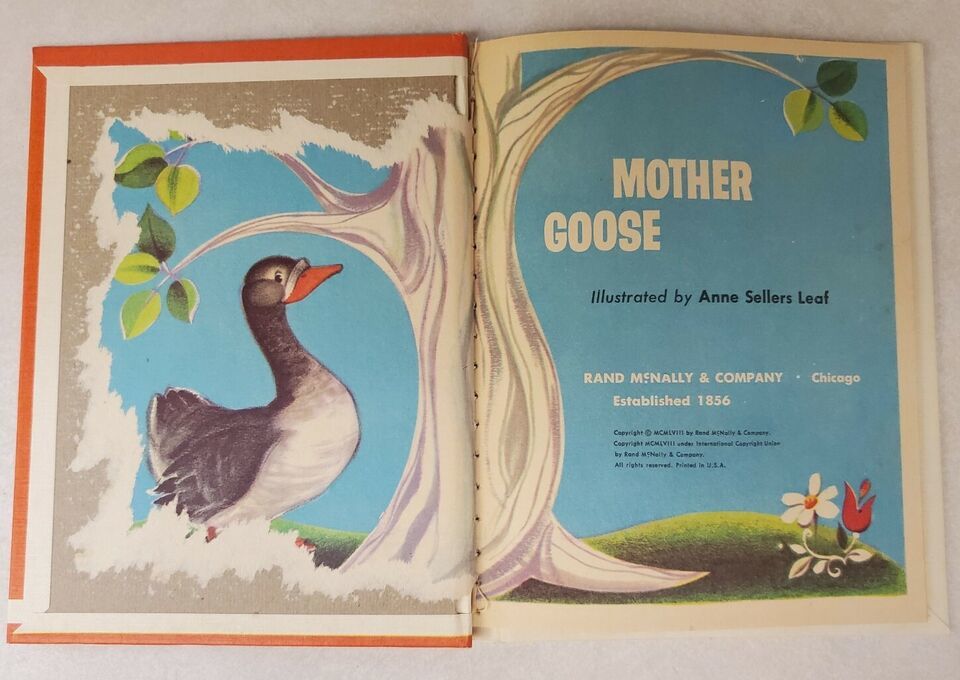 MOTHER
GOOSE
Illustrated by Anne Sellers Leaf
RAND McNALLY & COMPANY · Chicago
Established 1856
Copyright © MCMLVIII by Rand McNally & Company.
Copyright MCMLVIII under International Copyright Union
by Rand McNally & Company.
All rights reserved. Printed in U.S.A.